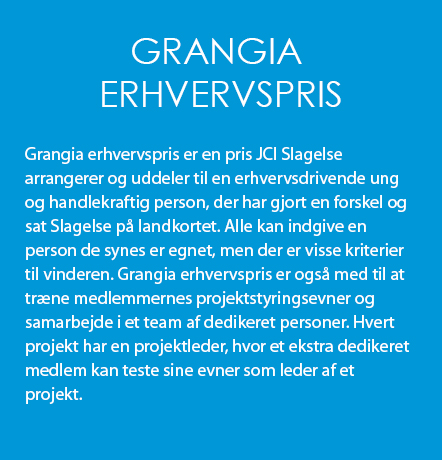 GRANGIA
ERHVERVSPRIS
Grangia erhvervspris er en pris JCI Slagelse
arrangerer og uddeler til en erhvervsdrivende ung
og handlekraftig person, der har gjort en forskel og
sat Slagelse på landkortet. Alle kan indgive en
person de synes er egnet, men der er visse kriterier
til vinderen. Grangia erhvervspris er også med til at
træne medlemmernes projektstyringsevner og
samarbejde i et team af dedikeret personer. Hvert
projekt har en projektleder, hvor et ekstra dedikeret
medlem kan teste sine evner som leder af et
projekt.